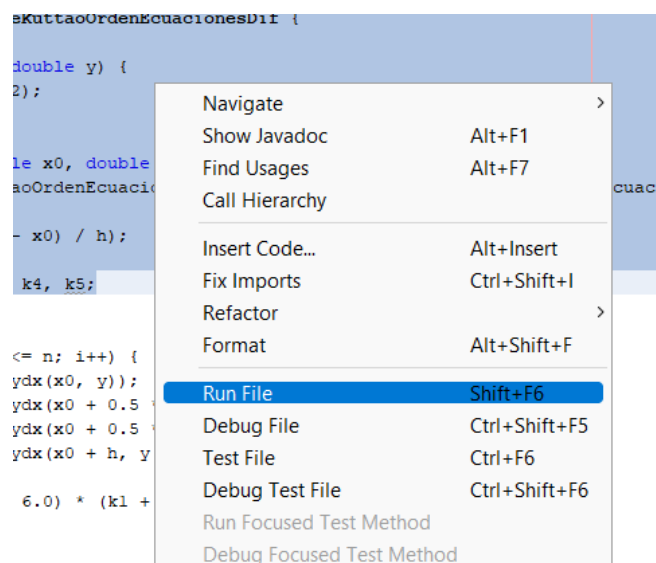 eKuttaoOrdenEcuacionesDif {
double y) {
2);
Navigate
Show Javadoc Alt+F1
le x0, double
Find Usages Alt+F7
aoOrdenEcuacio
cuac
Call Hierarchy
- x0) / h);
Insert Code... Alt+Insert
k4, k5;
Fix Imports Ctrl+Shift+I
Refactor
Format Alt+Shift+F
<= n; i++) {
ydx(x0, y));
Run File Shift+F6
ydx(x0 + 0.5 *
Debug File Ctrl+Shift+F5
ydx(x0 + 0.5 *
Test File Ctrl+F6
ydx(x0 + h, y
Debug Test File Ctrl+Shift+F6
6.0) * (k1 +
Run Focused Test Method
Debug Focused Test Method